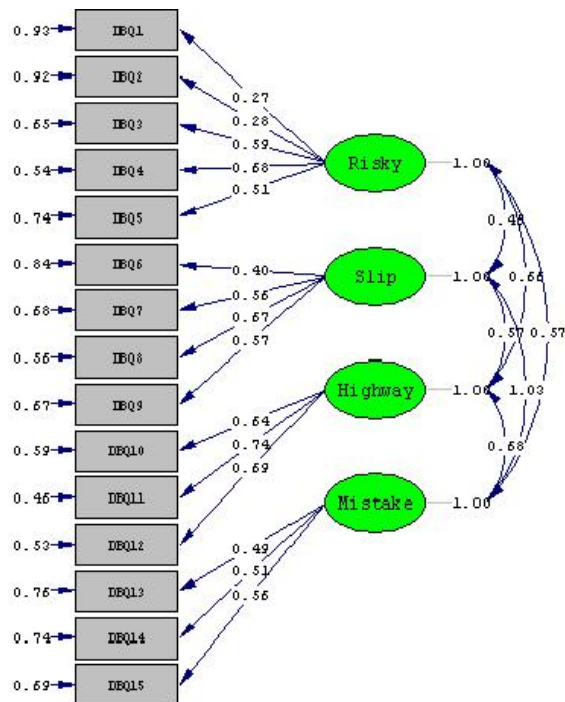 0.93 DBQ1
0.92 DBQ2
0.27
0.28
0.65 DBQ3
0.59
Risky 1.00
0.54 DBQ4
0.68
0.51
0.74 DBQ5
0.48
0.84 DBQ6
0.40
Slip 1.00 0.66
0.56
0.68 DBQ7
0.67
0.57
0.57 0.57
0.56 DBQ8
Highway 1.00 1.03
0.67 DBQ9
0.64
0.59 DBQ10
0.74
0.69
0.68
0.46 DBQ11
Mistake 1.00
0.53 DBQ12
0.49
0.51
0.56
0.76 DBQ13
0.74 DBQ14
0.69 DBQ15